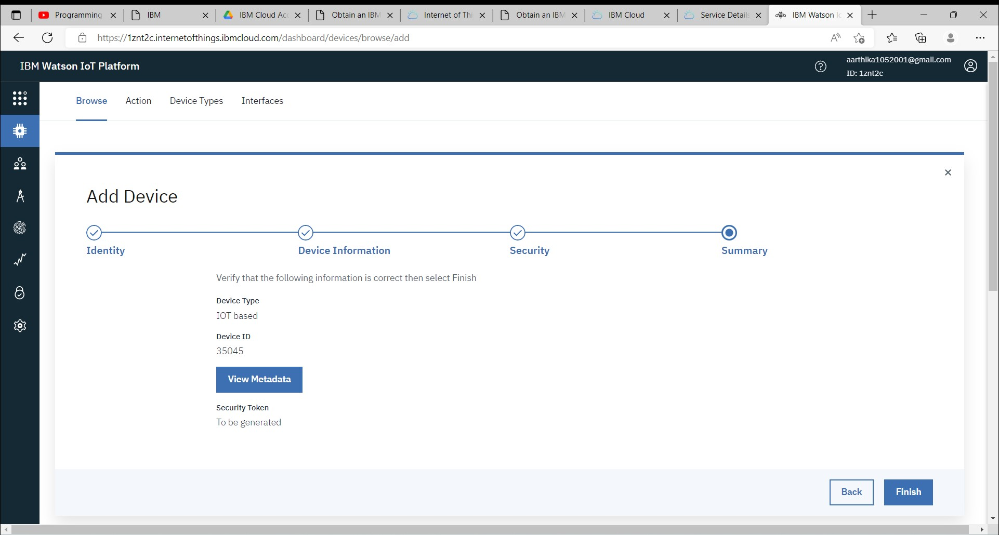 Programming
IBM
IBM Cloud Acc
Obtain an IBM
Internet of Thi
Obtain an IBM
IBM Cloud
Service Details
IBM Watson Io
https://1znt2c.internetofthings.ibmcloud.com/dashboard/devices/browse/add
IBM Watson IoT Platform
aarthika1052001@gmail.com
ID: 1znt2c
Browse
Action
Device Types
Interfaces
Add Device
Identity
Device Information
Security
Summary
Verify that the following information is correct then select Finish
Device Type
IOT based
Device ID
35045
View Metadata
Security Token
To be generated
Back
Finish